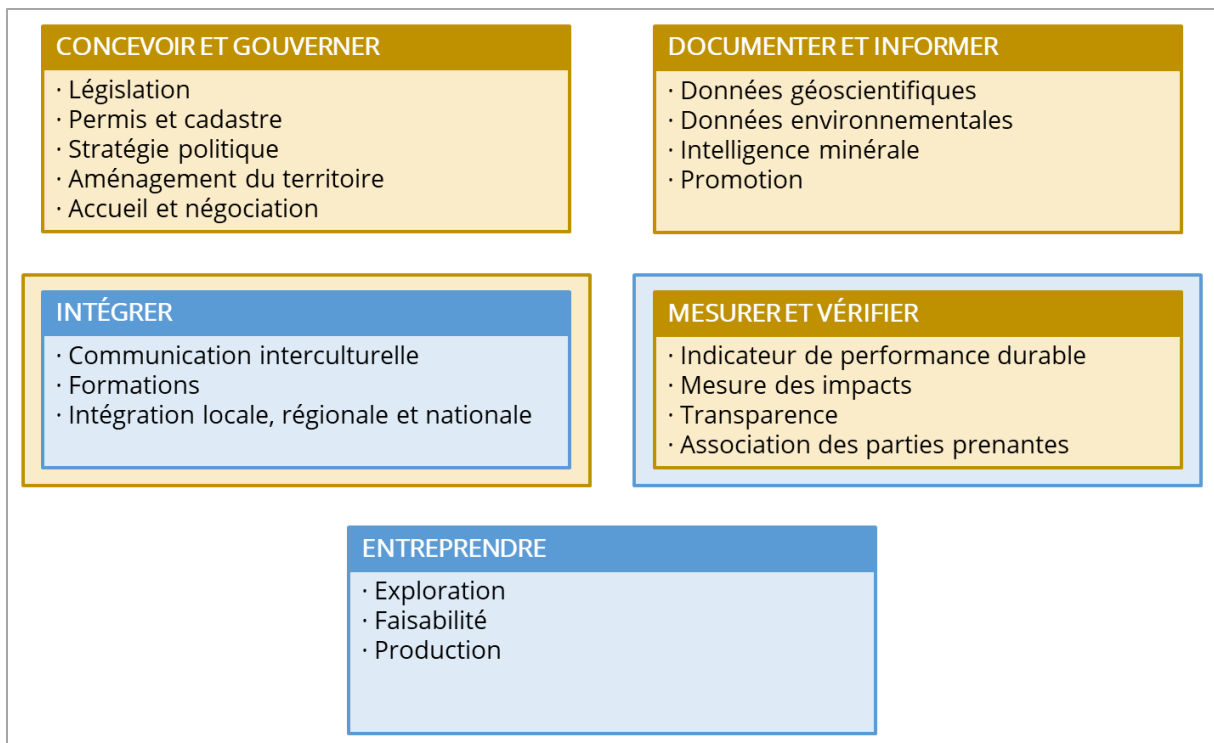 CONCEVOIR ET GOUVERNER
· Législation
· Permis et cadastre
· Stratégie politique
· Aménagement du territoire
· Accueil et négociation
DOCUMENTER ET INFORMER
· Données géoscientifiques
· Données environnementales
· Intelligence minérale
· Promotion
INTÉGRER
· Communication interculturelle
· Formations
· Intégration locale, régionale et nationale
MESURER ET VÉRIFIER
· Indicateur de performance durable
· Mesure des impacts
· Transparence
· Association des parties prenantes
ENTREPRENDRE
· Exploration
· Faisabilité
· Production